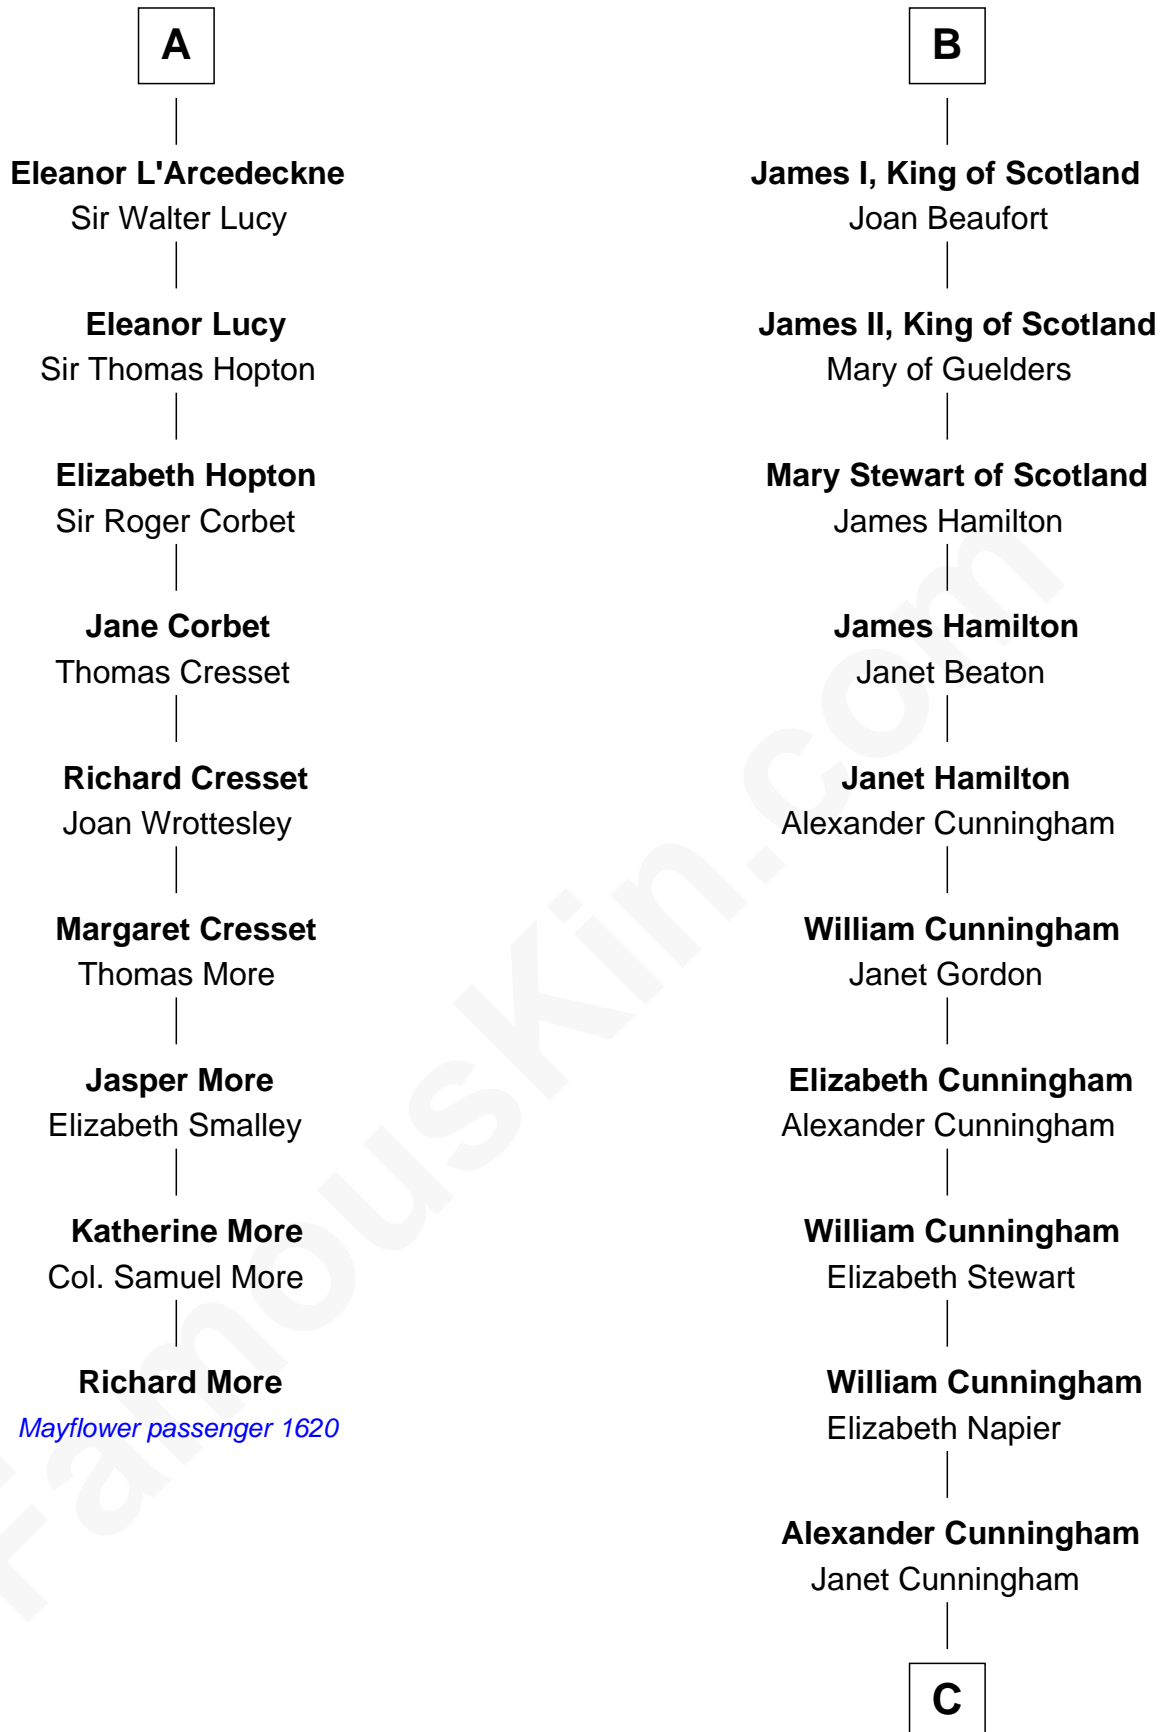 A
Eleanor L'Arcedeckne
Sir Walter Lucy
Eleanor Lucy
Sir Thomas Hopton
Elizabeth Hopton
Sir Roger Corbet
Jane Corbet
Thomas Cresset
Richard Cresset
Joan Wrottesley
Margaret Cresset
Thomas More
Jasper More
Elizabeth Smalley
Katherine More
Col. Samuel More
Richard More
Mayflower passenger 1620
B
James I, King of Scotland
Joan Beaufort
James II, King of Scotland
Mary of Guelders
Mary Stewart of Scotland
James Hamilton
James Hamilton
Janet Beaton
Janet Hamilton
Alexander Cunningham
William Cunningham
Janet Gordon
Elizabeth Cunningham
Alexander Cunningham
William Cunningham
Elizabeth Stewart
William Cunningham
Elizabeth Napier
Alexander Cunningham
Janet Cunningham
C
FamousKin.com